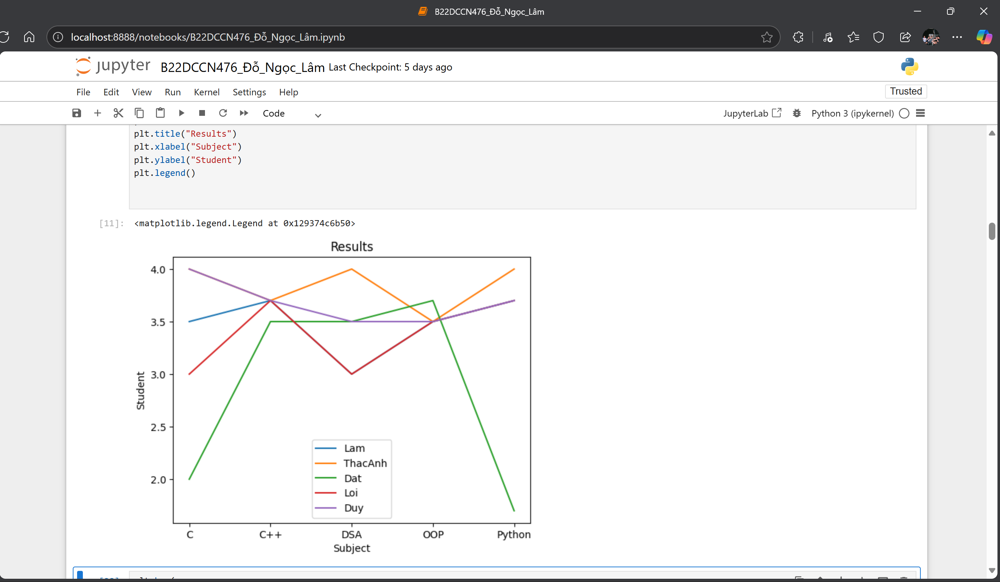 B22DCCN476_Đỗ_Ngọc_Lâm
localhost:8888/notebooks/B22DCCN476_Đỗ_Ngọc_Lâm.ipynb
jupyter B22DCCN476_Đỗ_Ngọc_Lâm Last Checkpoint: 5 days ago
File Edit View Run Kernel Settings Help Trusted
Code JupyterLab Python 3 (ipykernel)
plt.title("Results")
plt.xlabel("Subject")
plt.ylabel("Student")
plt.legend()
[11]: <matplotlib.legend.Legend at 0x129374c6b50>
Results
4.0
3.5
3.0
2.5
2.0
Student
Lam
ThacAnh
Dat
Loi
Duy
C C++ DSA OOP Python
Subject